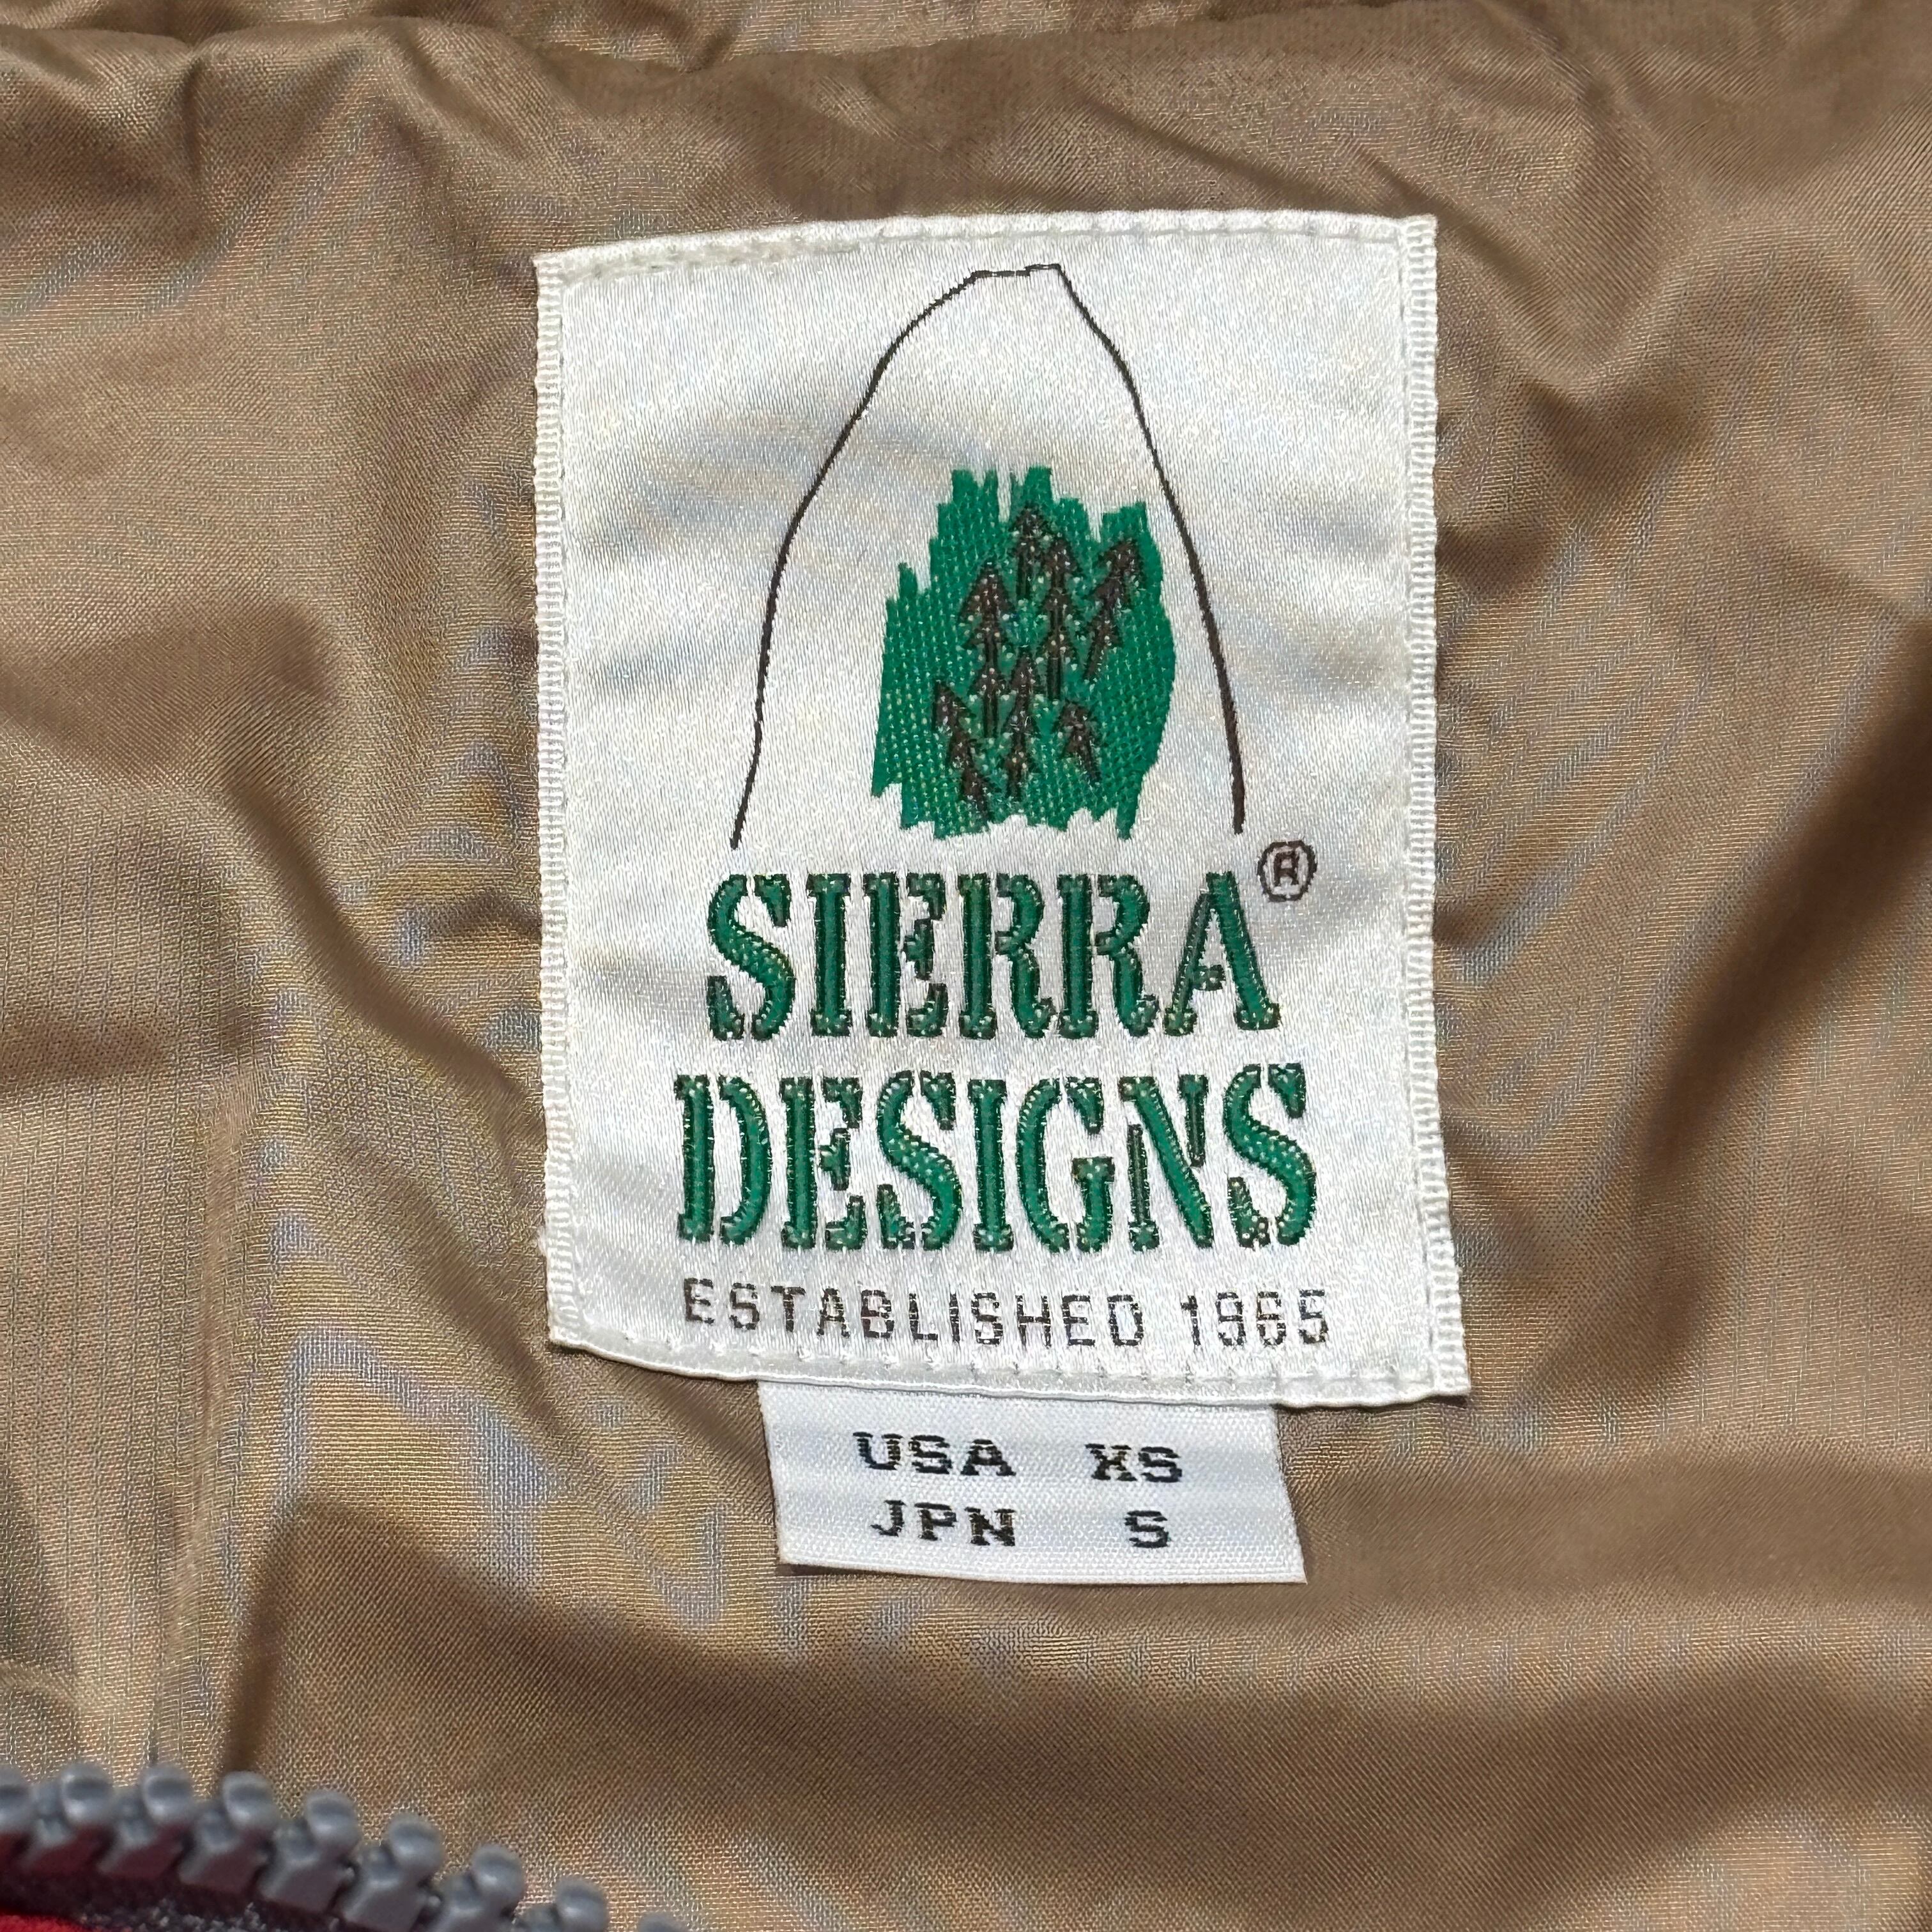 SIERRA ®
DESIGNS
ESTABLISHED 1965
USA XS
JPN S